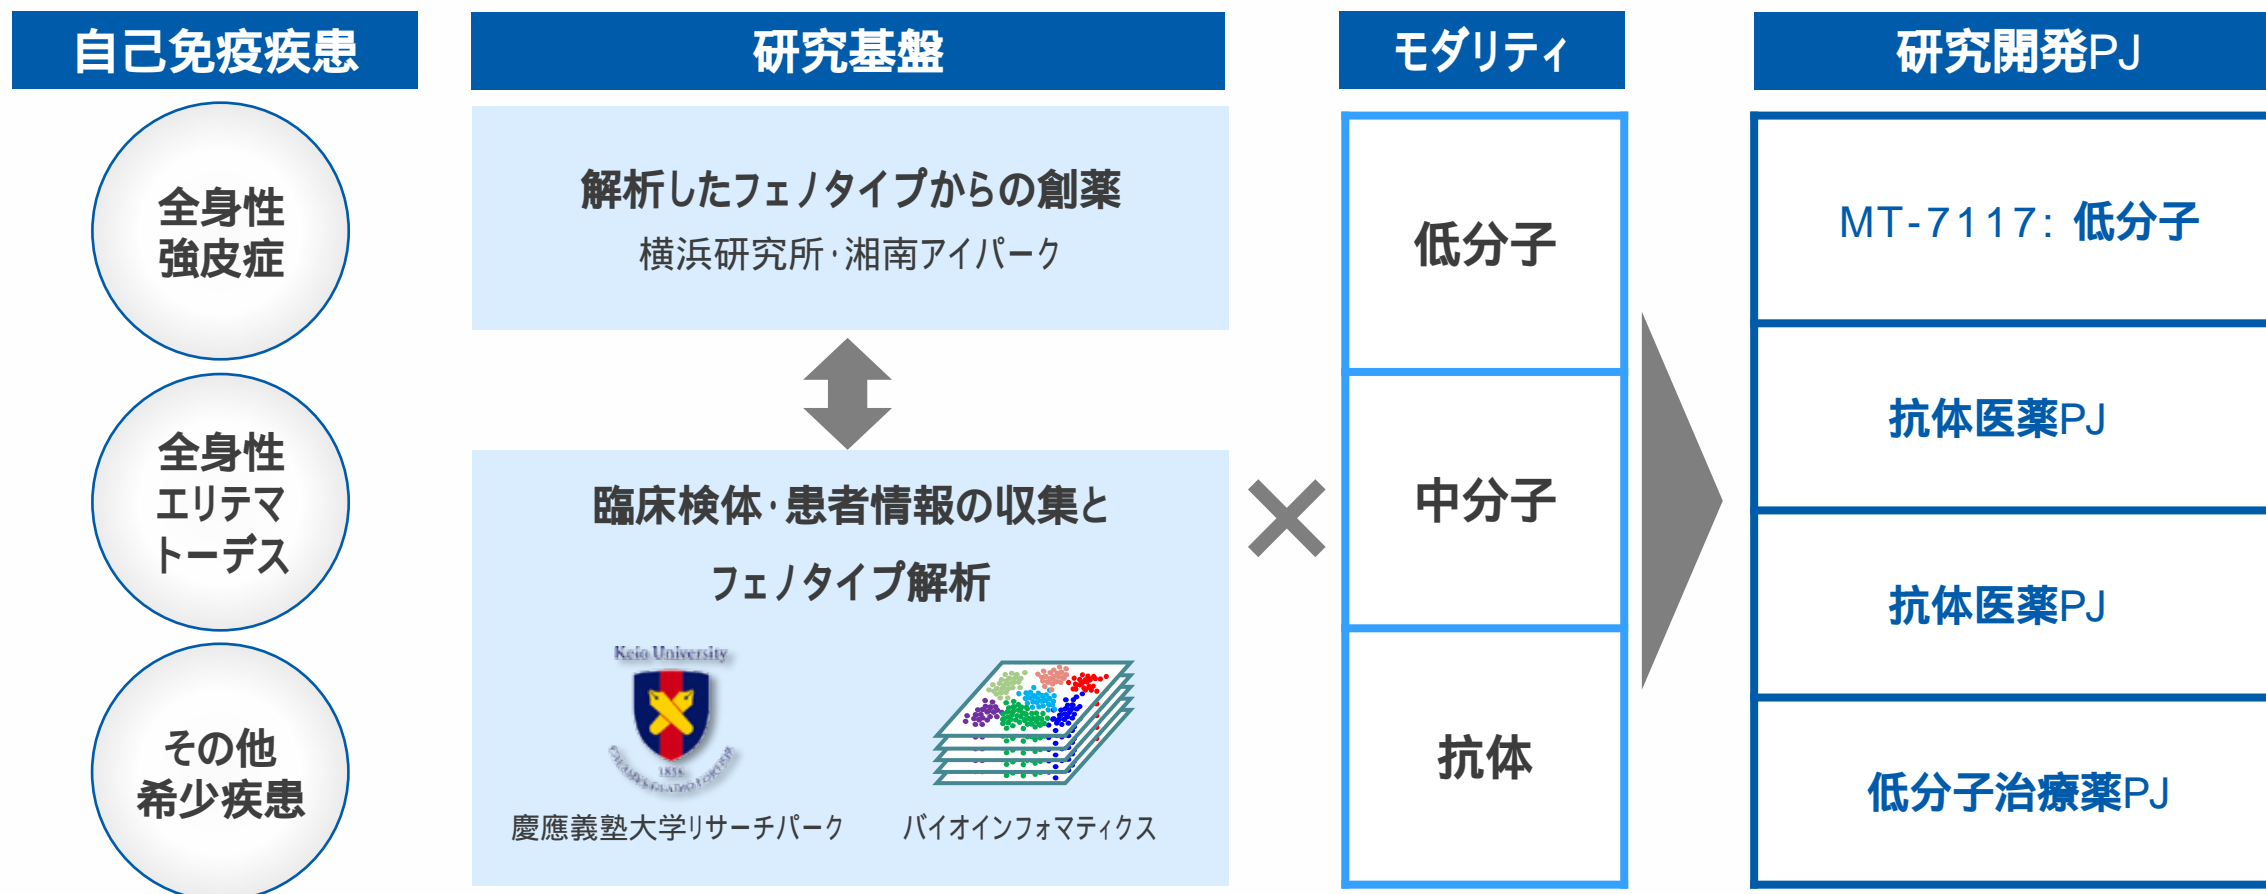 自己免疫疾患
全身性
強皮症
全身性
エリテマ
トーデス
その他
希少疾患
研究基盤
解析したフェノタイプからの創薬
横浜研究所・湘南アイパーク
臨床検体・患者情報の収集と
フェノタイプ解析
Keio University
1858
慶應義塾大学リサーチパーク
バイオインフォマティクス
モダリティ
低分子
中分子
抗体
研究開発PJ
MT-7117: 低分子
抗体医薬PJ
抗体医薬PJ
低分子治療薬PJ